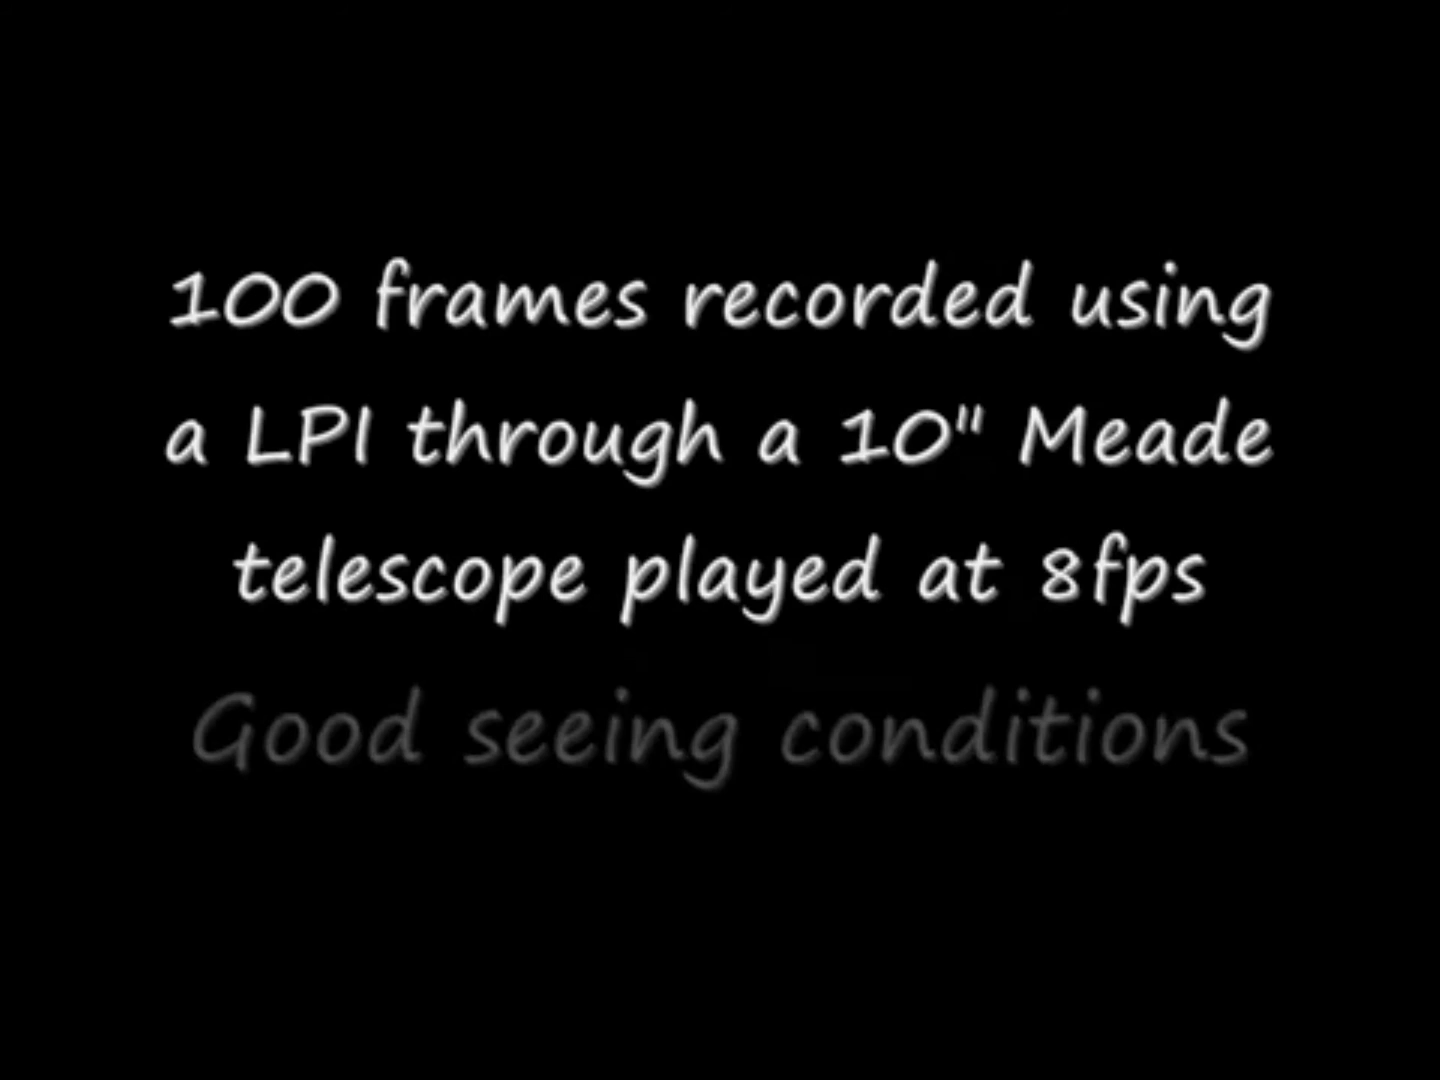 100 frames recorded using
a LPI through a 10" Meade
telescope played at 8fps
Good seeing conditions